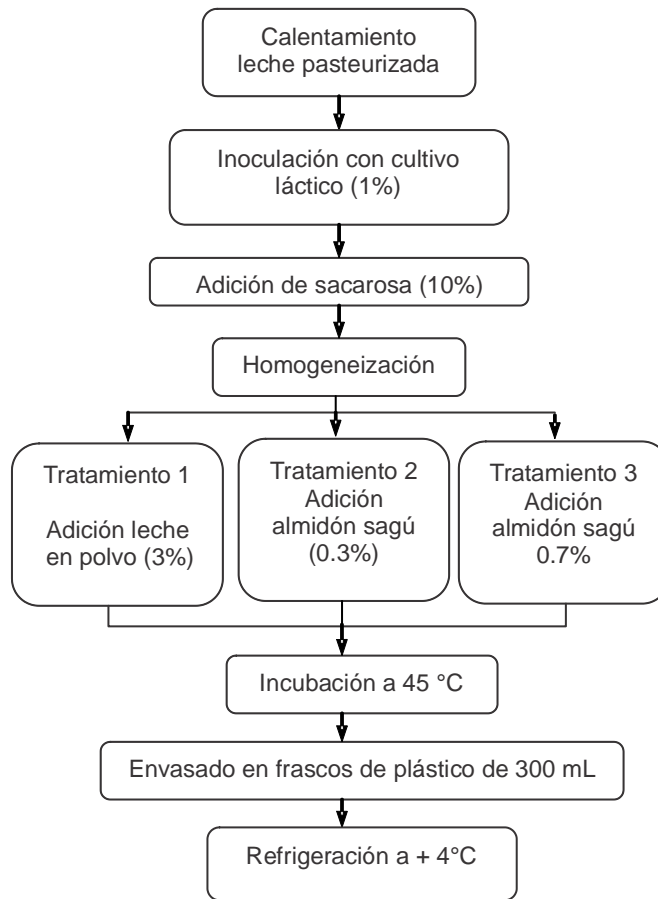 Calentamiento
leche pasteurizada
Inoculación con cultivo
láctico (1%)
Adición de sacarosa (10%)
Homogeneización
Tratamiento 1
Adición leche
en polvo (3%)
Tratamiento 2
Adición
almidón sagú
(0.3%)
Tratamiento 3
Adición
almidón sagú
0.7%
Incubación a 45 °C
Envasado en frascos de plástico de 300 mL
Refrigeración a + 4°C